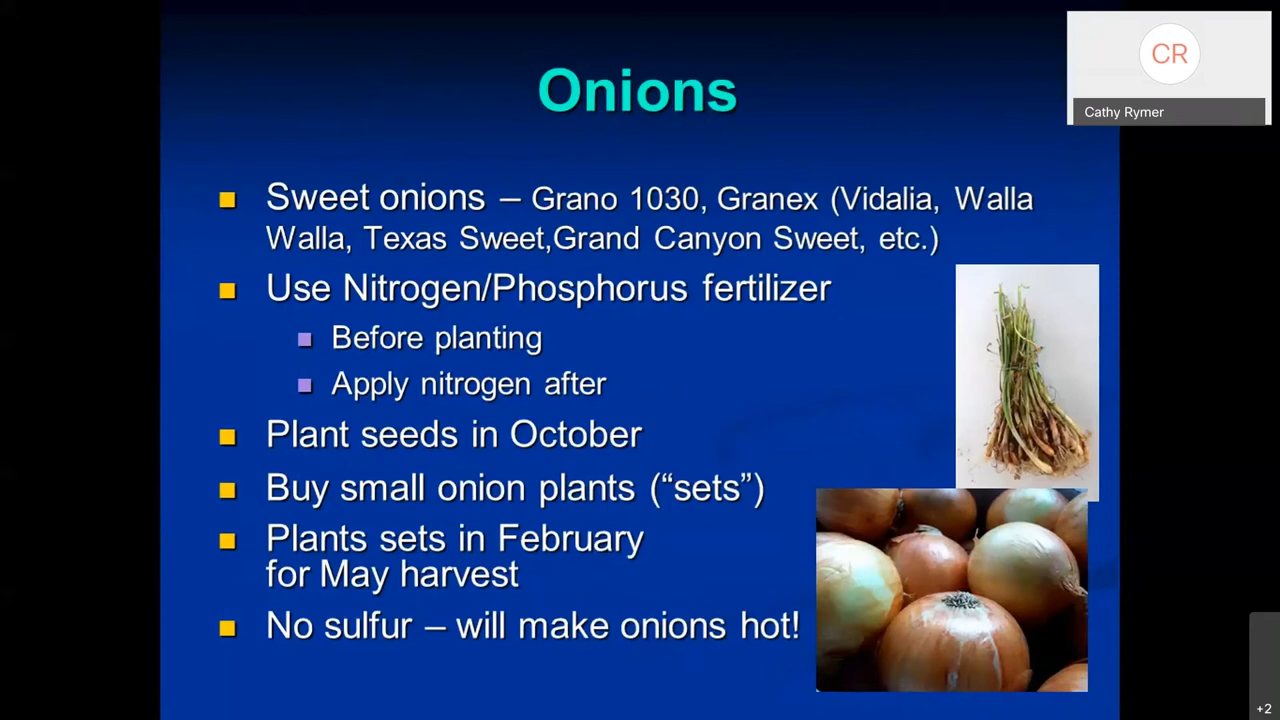 CR
Cathy Rymer
Onions
Sweet onions – Grano 1030, Granex (Vidalia, Walla
Walla, Texas Sweet,Grand Canyon Sweet, etc.)
Use Nitrogen/Phosphorus fertilizer
Before planting
Apply nitrogen after
Plant seeds in October
Buy small onion plants (“sets”)
Plants sets in February
for May harvest
No sulfur – will make onions hot!
+2